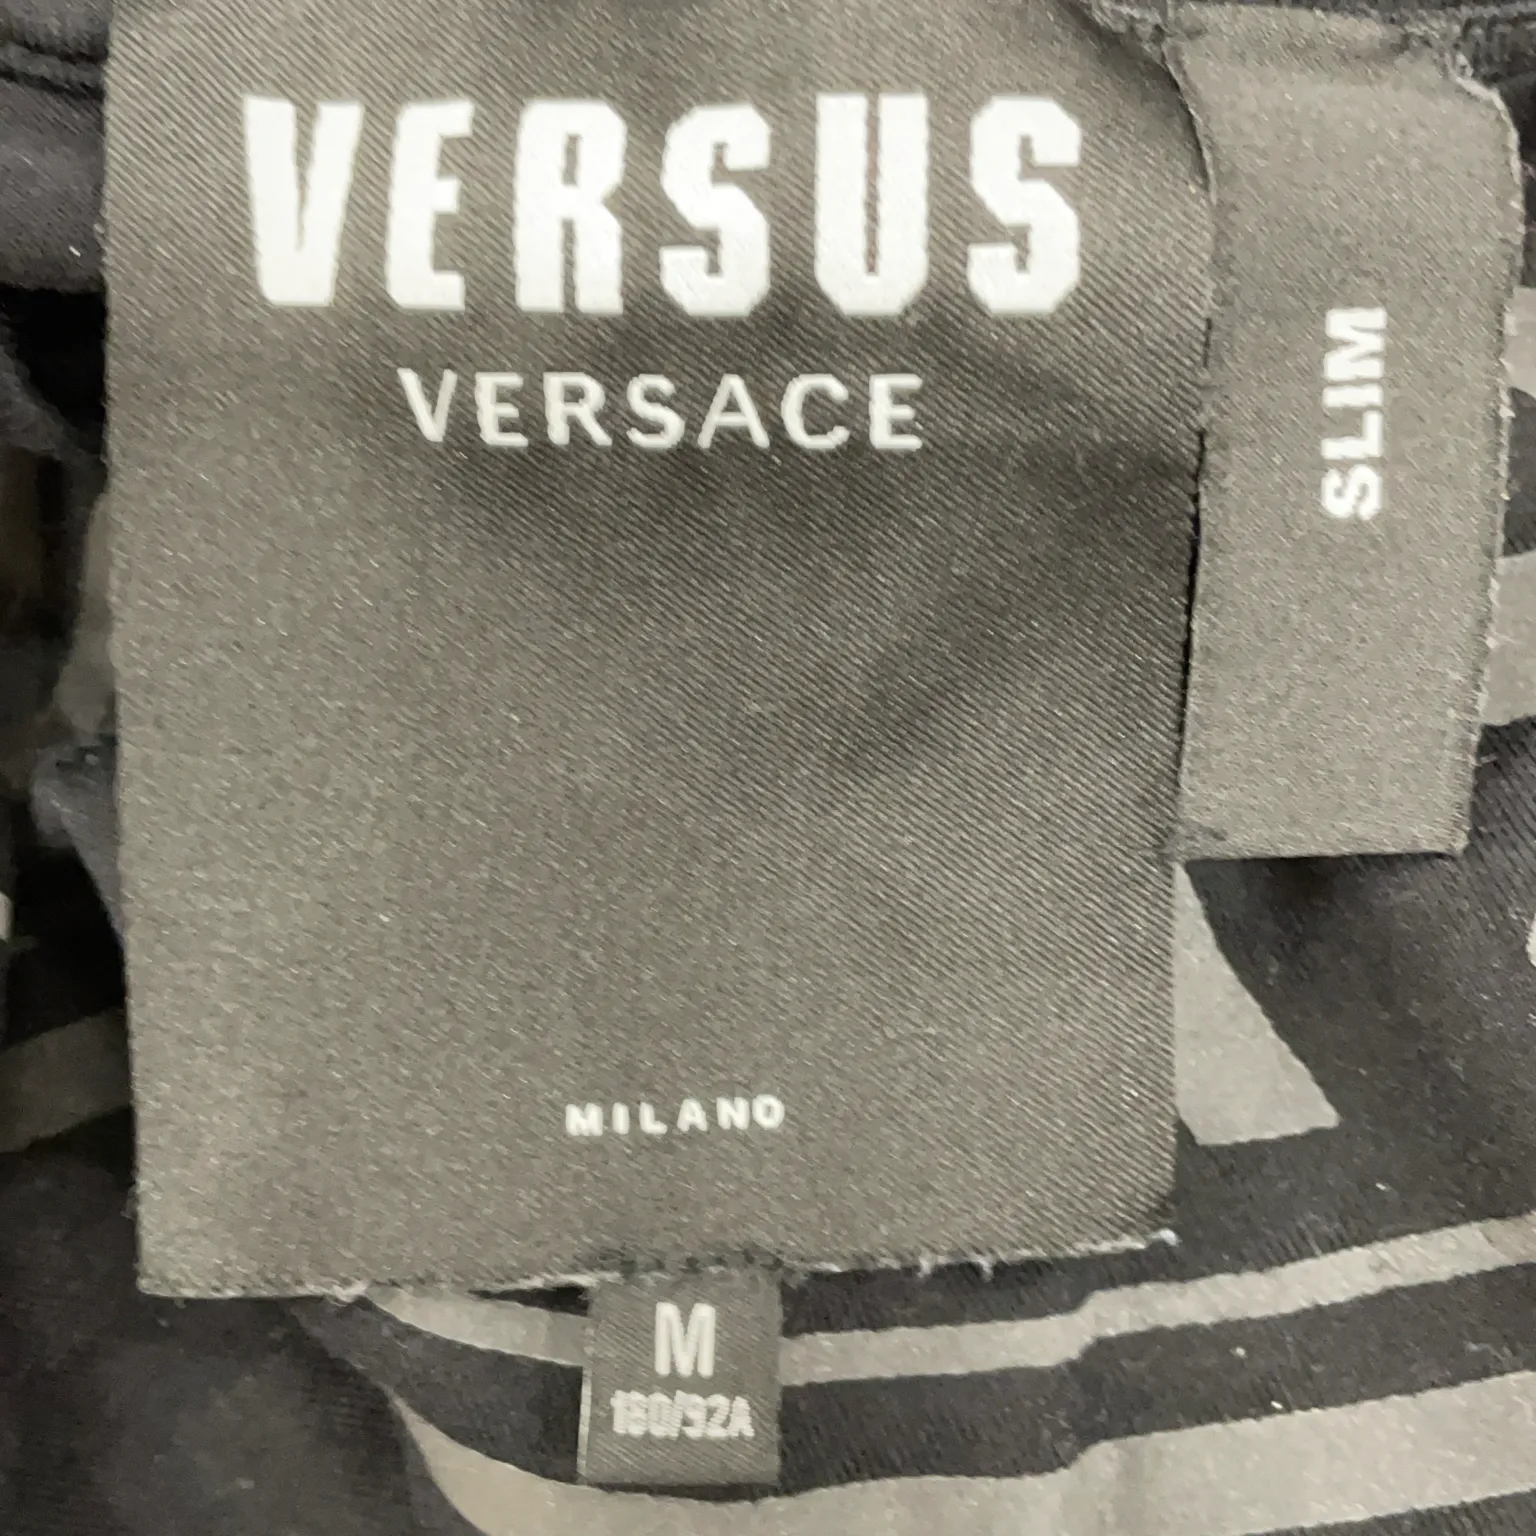 VERSUS
VERSACE
SLIM
MILANO
M
180/92A